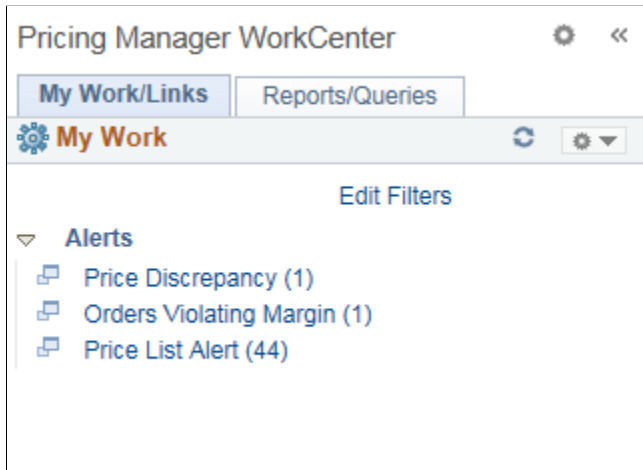 Pricing Manager WorkCenter
My Work/Links
Reports/Queries
My Work
Edit Filters
Alerts
Price Discrepancy (1)
Orders Violating Margin (1)
Price List Alert (44)